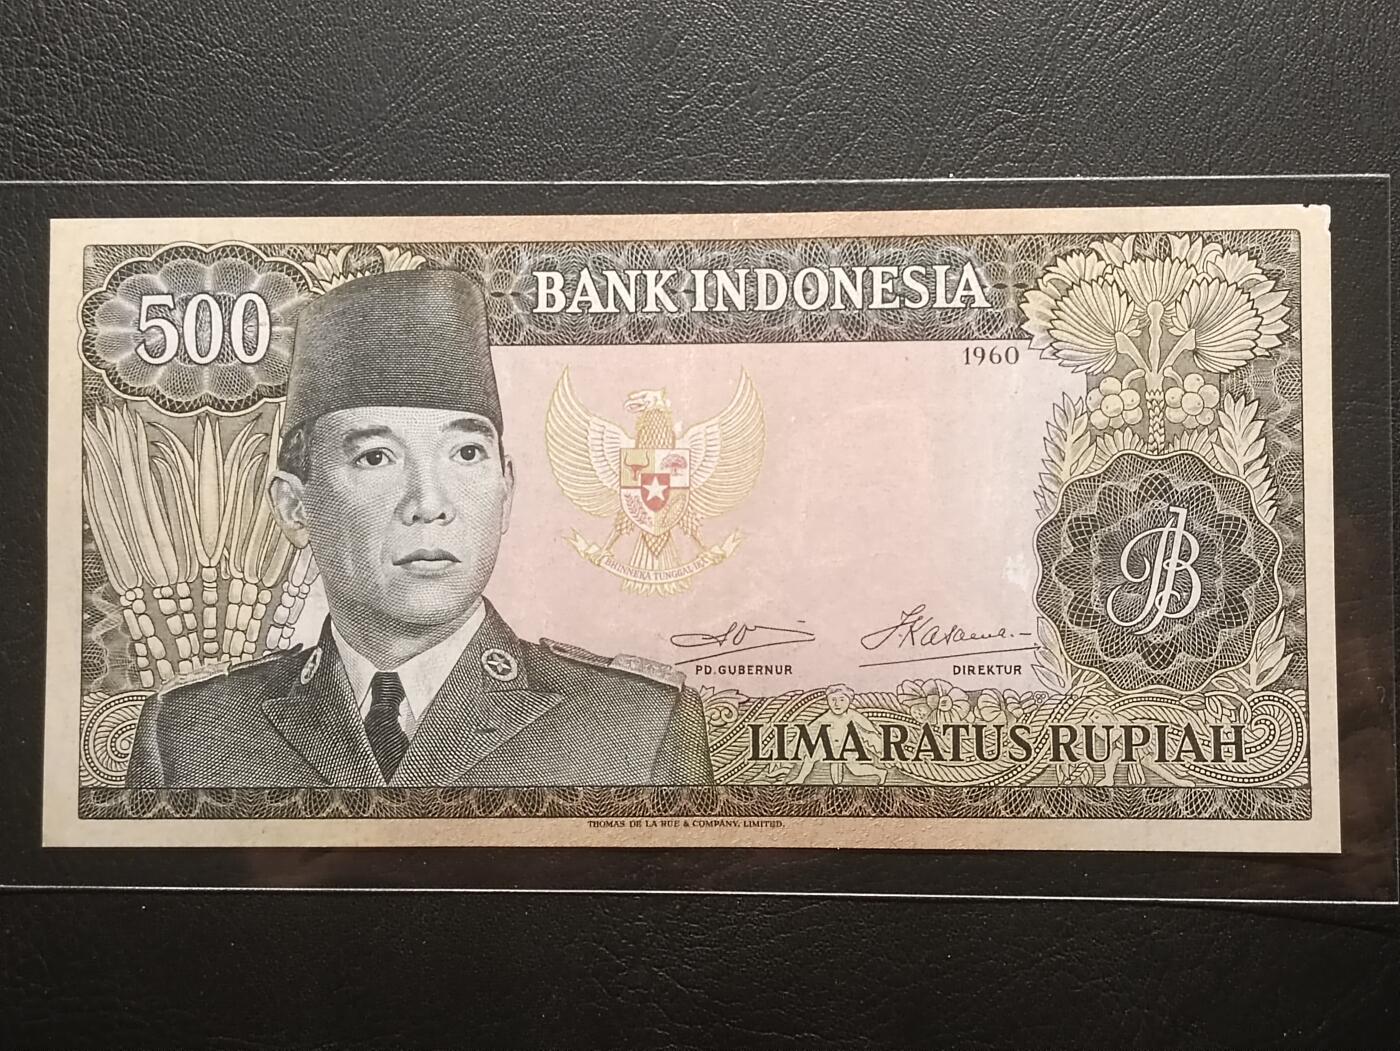 500
BANK INDONESIA
1960
BHINNEKA TUNGGAL IKA
PD. GUBERNUR
DIREKTUR
LIMA RATUS RUPIAH
THOMAS DE LA RUE & COMPANY, LIMITED.